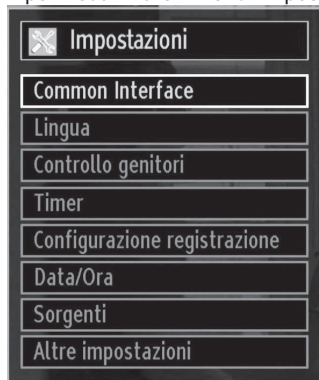 Impostazioni
Common Interface
Lingua
Controllo genitori
Timer
Configurazione registrazione
Data/Ora
Sorgenti
Altre impostazioni